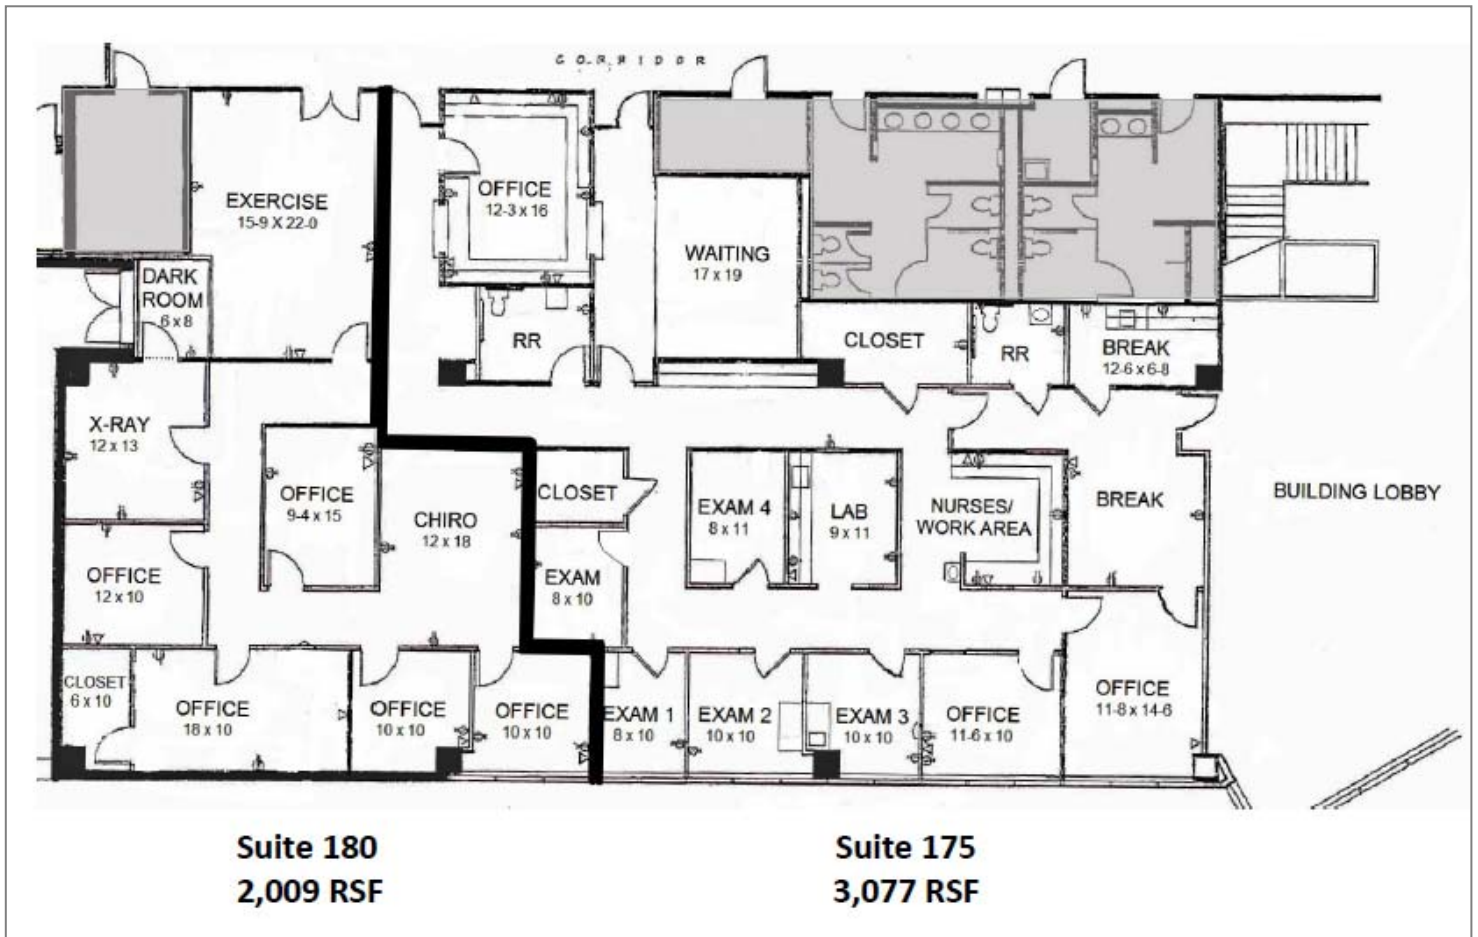 CORRIDOR
EXERCISE
15-9 X 22-0
OFFICE
12-3 x 16
WAITING
17 x 19
DARK
ROOM
6 x 8
RR
CLOSET
RR
BREAK
12-6 x 6-8
X-RAY
12 x 13
OFFICE
9-4 x 15
CHIRO
12 x 18
CLOSET
EXAM 4
8 x 11
LAB
9 x 11
NURSES/
WORK AREA
BREAK
BUILDING LOBBY
OFFICE
12 x 10
EXAM
8 x 10
CLOSET
6 x 10
OFFICE
18 x 10
OFFICE
10 x 10
OFFICE
10 x 10
EXAM 1
8 x 10
EXAM 2
10 x 10
EXAM 3
10 x 10
OFFICE
11-6 x 10
OFFICE
11-8 x 14-6
Suite 180
2,009 RSF
Suite 175
3,077 RSF